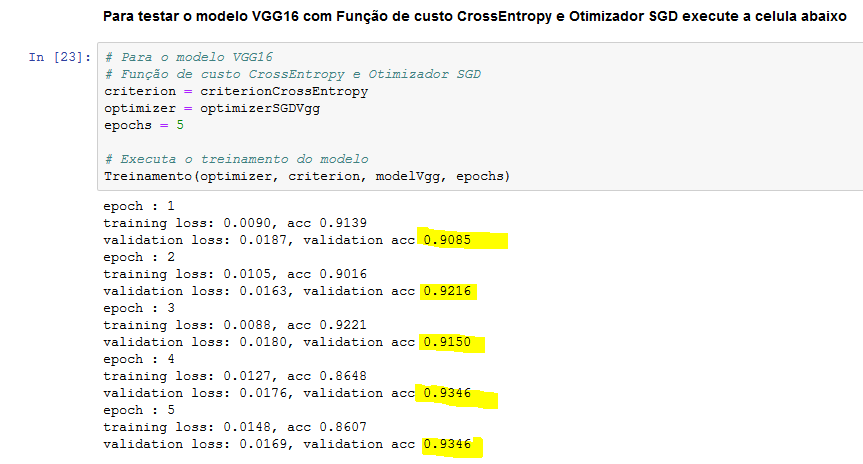 Para testar o modelo VGG16 com Função de custo CrossEntropy e Otimizador SGD execute a celula abaixo
In [23]:
# Para o modelo VGG16
# Função de custo CrossEntropy e Otimizador SGD
criterion = criterionCrossEntropy
optimizer = optimizerSGDVgg
epochs = 5
# Executa o treinamento do modelo
Treinamento(optimizer, criterion, modelVgg, epochs)
epoch : 1
training loss: 0.0090, acc 0.9139
validation loss: 0.0187, validation acc 0.9085
epoch : 2
training loss: 0.0105, acc 0.9016
validation loss: 0.0163, validation acc 0.9216
epoch : 3
training loss: 0.0088, acc 0.9221
validation loss: 0.0180, validation acc 0.9150
epoch : 4
training loss: 0.0127, acc 0.8648
validation loss: 0.0176, validation acc 0.9346
epoch : 5
training loss: 0.0148, acc 0.8607
validation loss: 0.0169, validation acc 0.9346